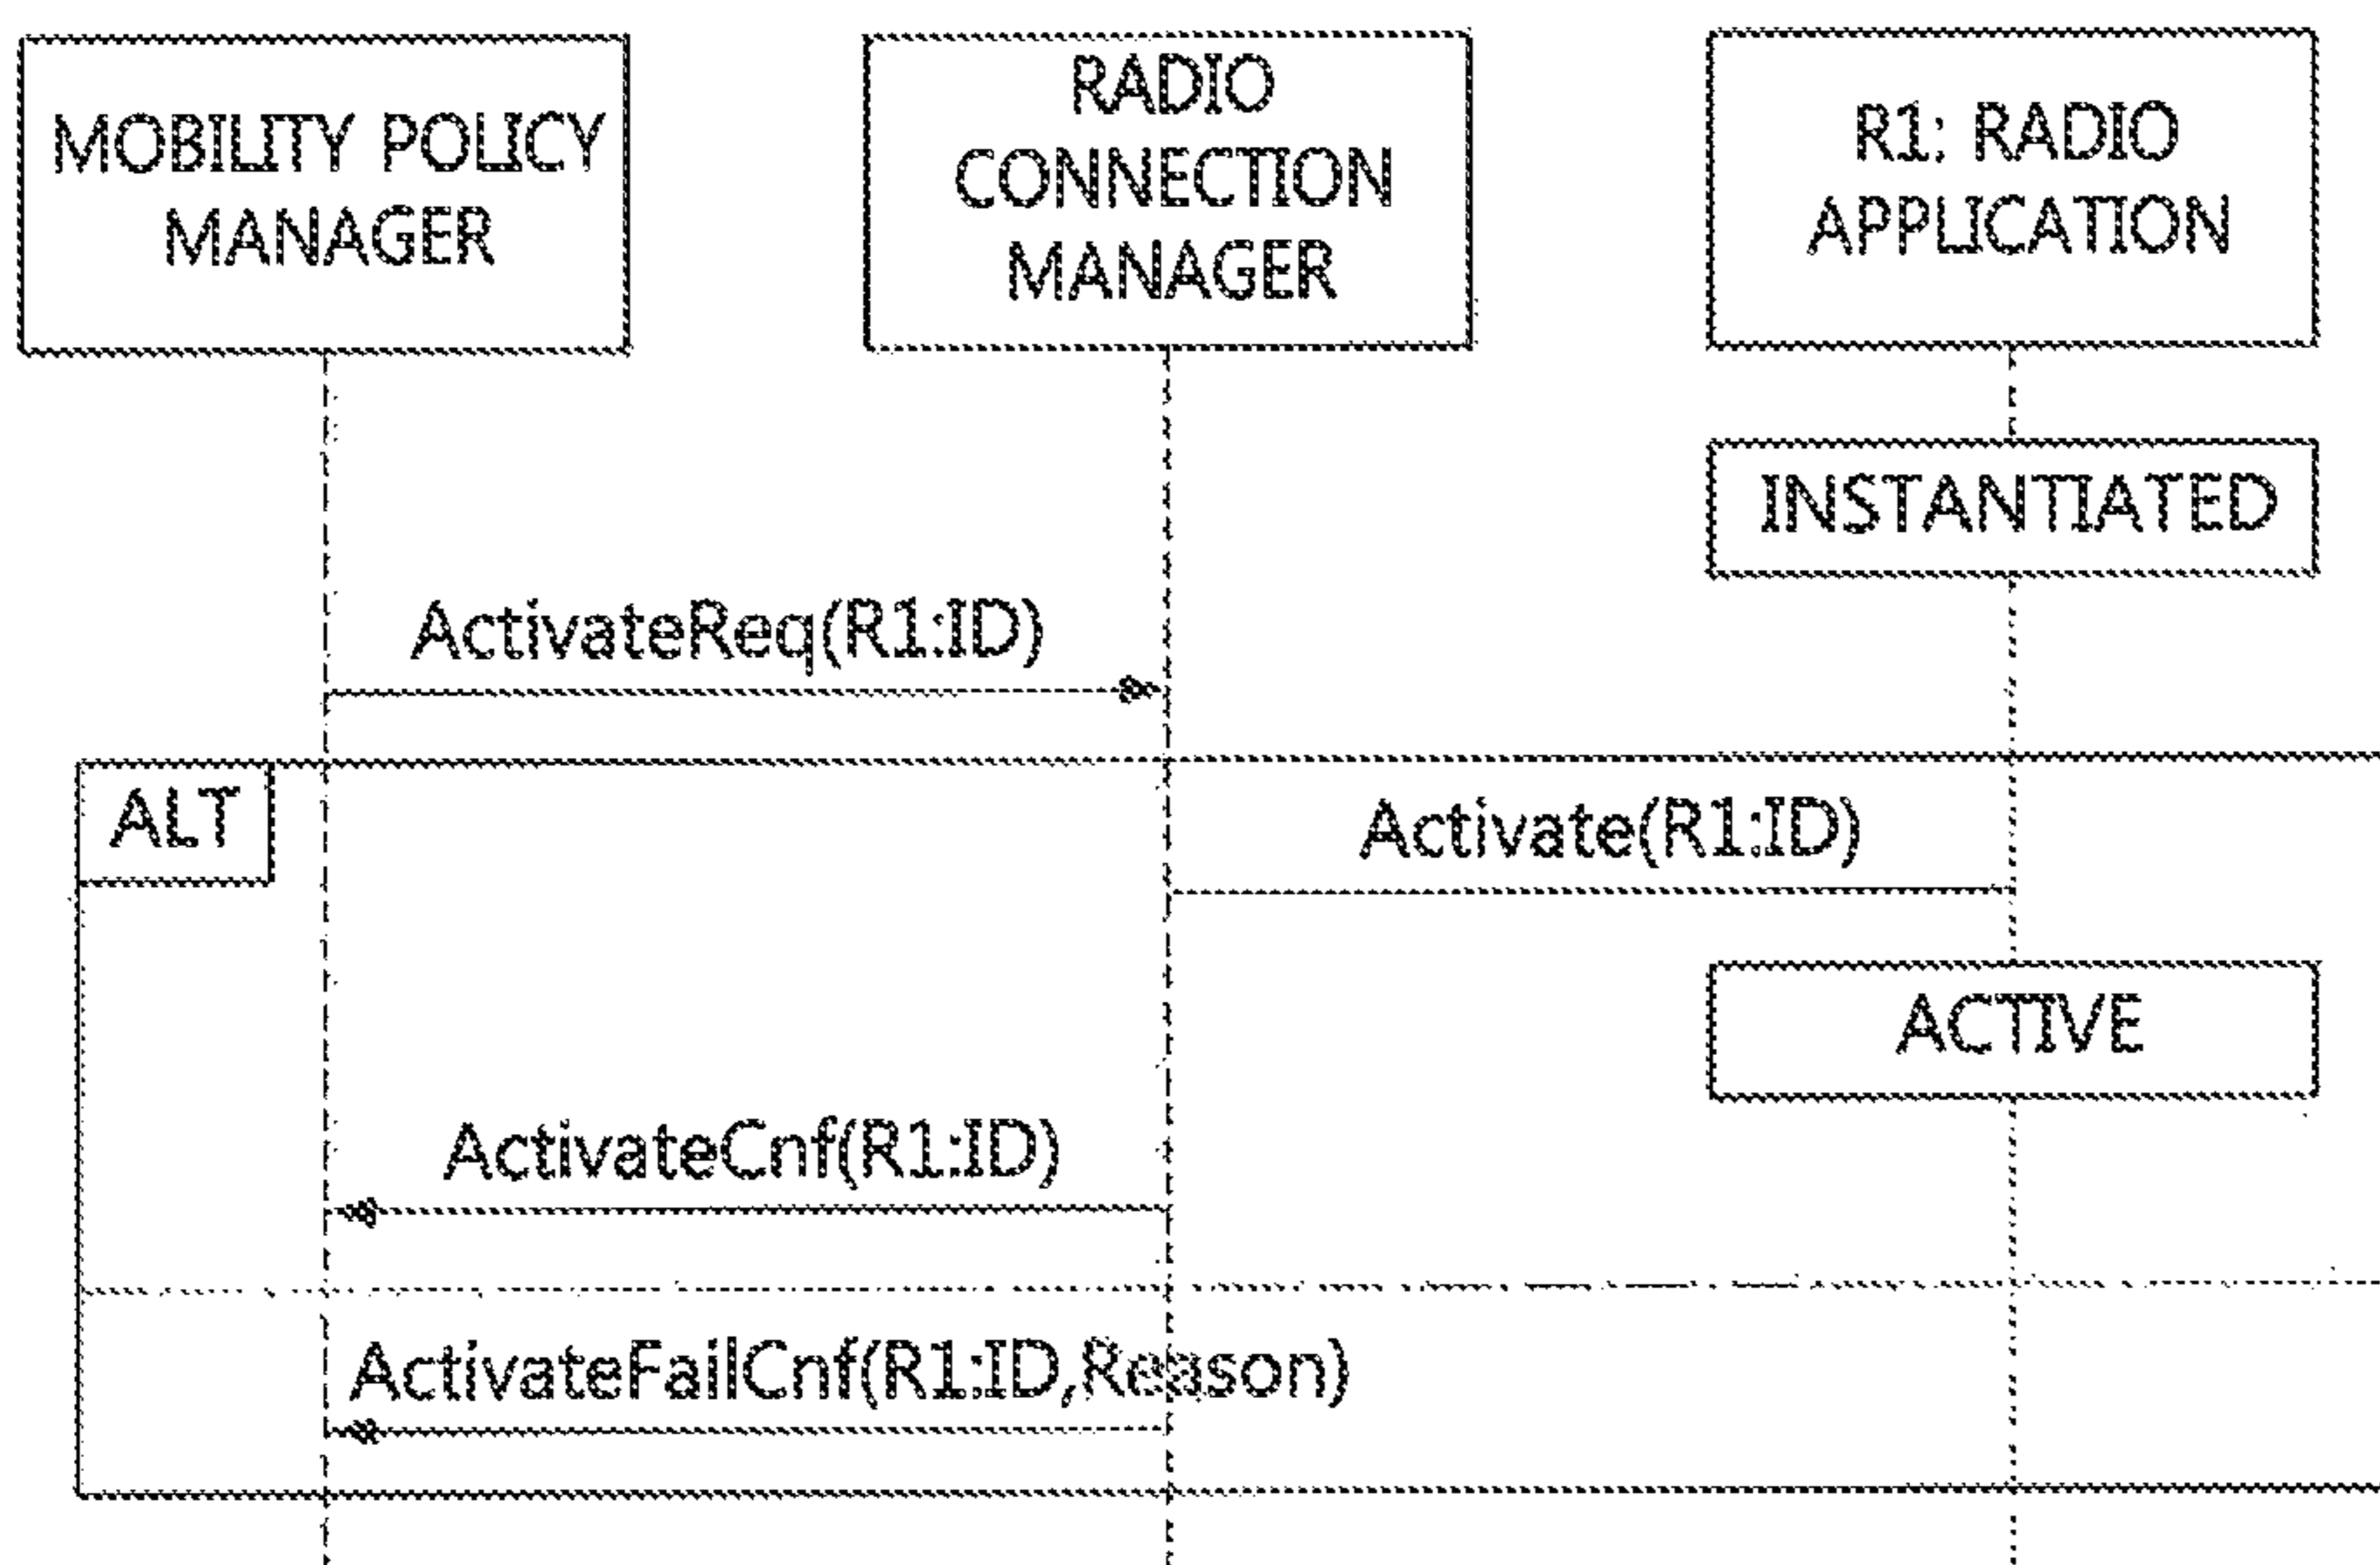 MOBILITY POLICY
MANAGER
RADIO
CONNECTION
MANAGER
R1: RADIO
APPLICATION
INSTANTIATED
ActivateReq(R1:ID)
ALT
Activate(R1:ID)
ACTIVE
ActivateCnf(R1:ID)
ActivateFailCnf(R1:ID,Reason)